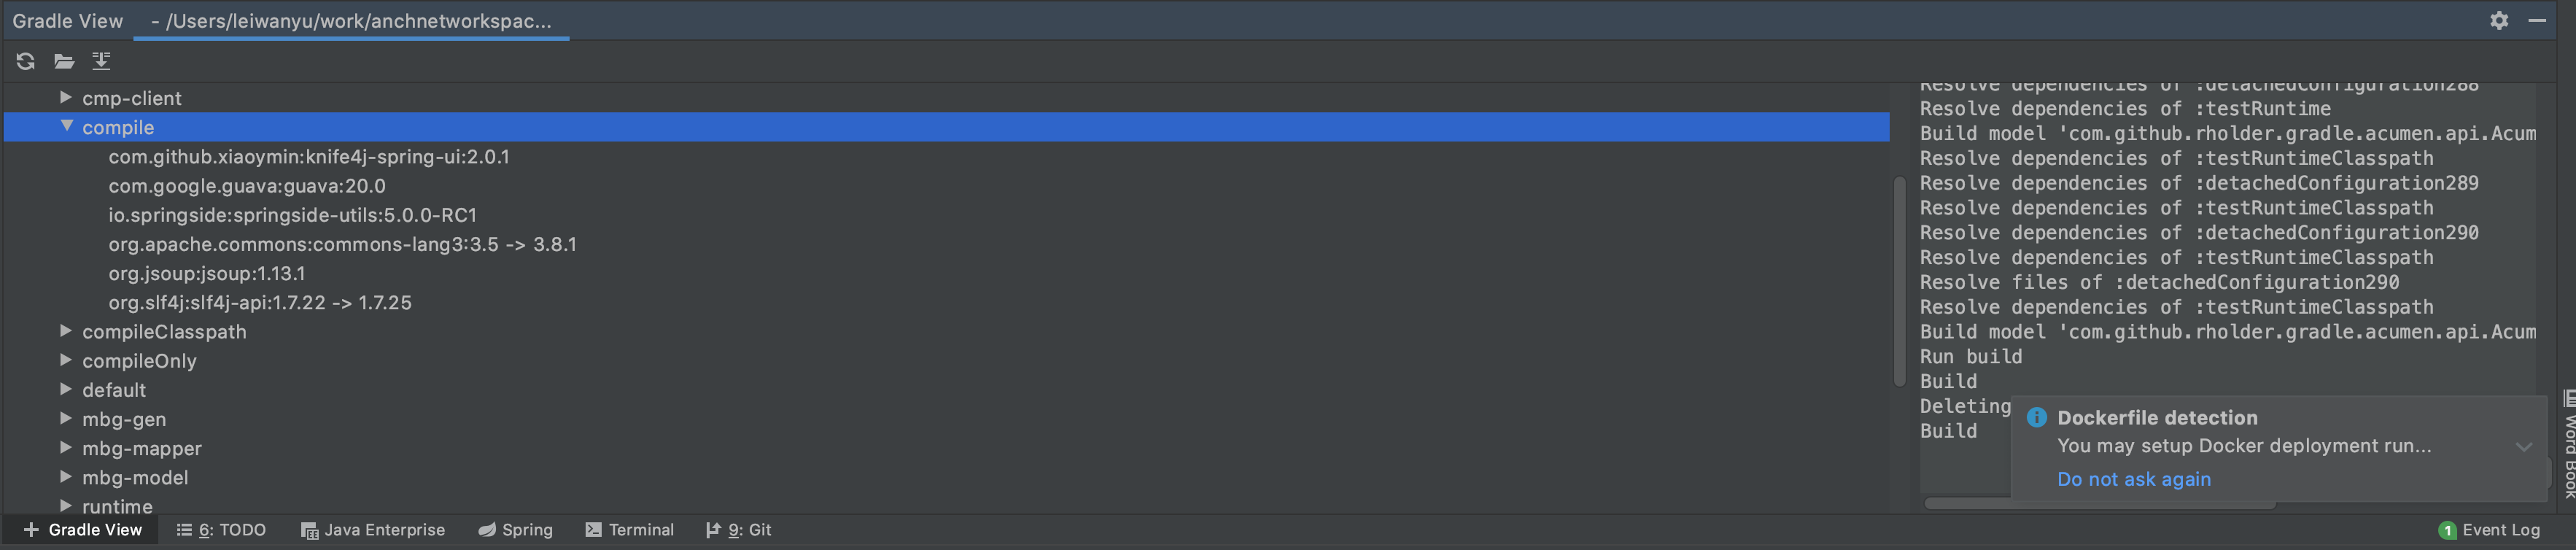 Gradle View - /Users/leiwanyu/work/anchnetworkspac...
cmp-client
compile
com.github.xiaoymin:knife4j-spring-ui:2.0.1
com.google.guava:guava:20.0
io.springside:springside-utils:5.0.0-RC1
org.apache.commons:commons-lang3:3.5 -> 3.8.1
org.jsoup:jsoup:1.13.1
org.slf4j:slf4j-api:1.7.22 -> 1.7.25
compileClasspath
compileOnly
default
mbg-gen
mbg-mapper
mbg-model
runtime
Resolve dependencies of :detachedConfiguration288
Resolve dependencies of :testRuntime
Build model 'com.github.rholder.gradle.acumen.api.Acum
Resolve dependencies of :testRuntimeClasspath
Resolve dependencies of :detachedConfiguration289
Resolve dependencies of :testRuntimeClasspath
Resolve dependencies of :detachedConfiguration290
Resolve dependencies of :testRuntimeClasspath
Resolve files of :detachedConfiguration290
Resolve dependencies of :testRuntimeClasspath
Build model 'com.github.rholder.gradle.acumen.api.Acum
Run build
Build
Deleting
Build
Dockerfile detection
You may setup Docker deployment run...
Do not ask again
Word Book
Gradle View 6: TODO Java Enterprise Spring Terminal 9: Git 1 Event Log